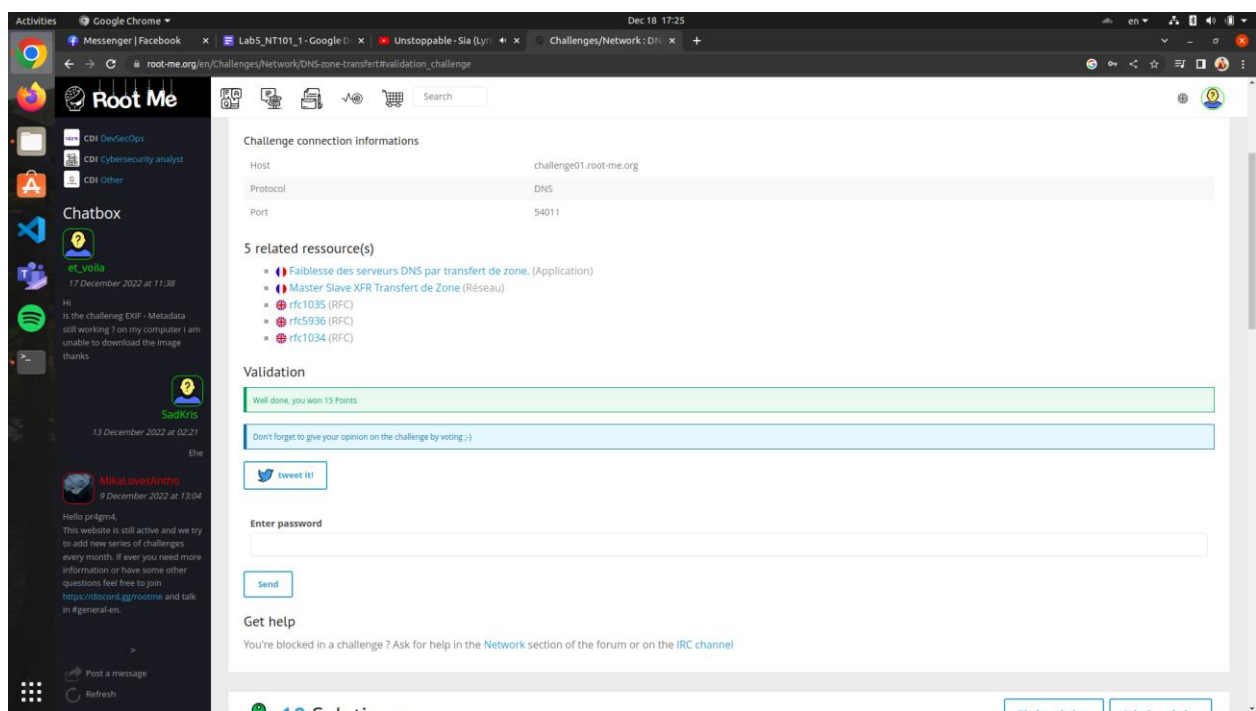 Activities Google Chrome Dec 18 17:25 en
Messenger | Facebook Lab5_NT101_1 - Google D Unstoppable - Sia (Lyri Challenges/Network : DN
root-me.org/en/Challenges/Network/DNS-zone-transfert#validation_challenge
Root Me Search
CDI DevSecOps
CDI Cybersecurity analyst
CDI Other
Chatbox
et_voila
17 December 2022 at 11:38
Hi
Is the challeneg EXIF - Metadata
still working ? on my computer i am
unable to download the image
thanks
SadKris
13 December 2022 at 02:21
Ehe
MikaLovesAntho
9 December 2022 at 13:04
Hello pr4gm4,
This website is still active and we try
to add new series of challenges
every month. If ever you need more
information or have some other
questions feel free to join
https://discord.gg/rootme and talk
in #general-en.
>
Post a message
Refresh
Challenge connection informations
Host challenge01.root-me.org
Protocol DNS
Port 54011
5 related ressource(s)
Faiblesse des serveurs DNS par transfert de zone. (Application)
Master Slave XFR Transfert de Zone (Réseau)
rfc1035 (RFC)
rfc5936 (RFC)
rfc1034 (RFC)
Validation
Well done, you won 15 Points
Don't forget to give your opinion on the challenge by voting ;-)
tweet it!
Enter password
Send
Get help
You're blocked in a challenge ? Ask for help in the Network section of the forum or on the IRC channel